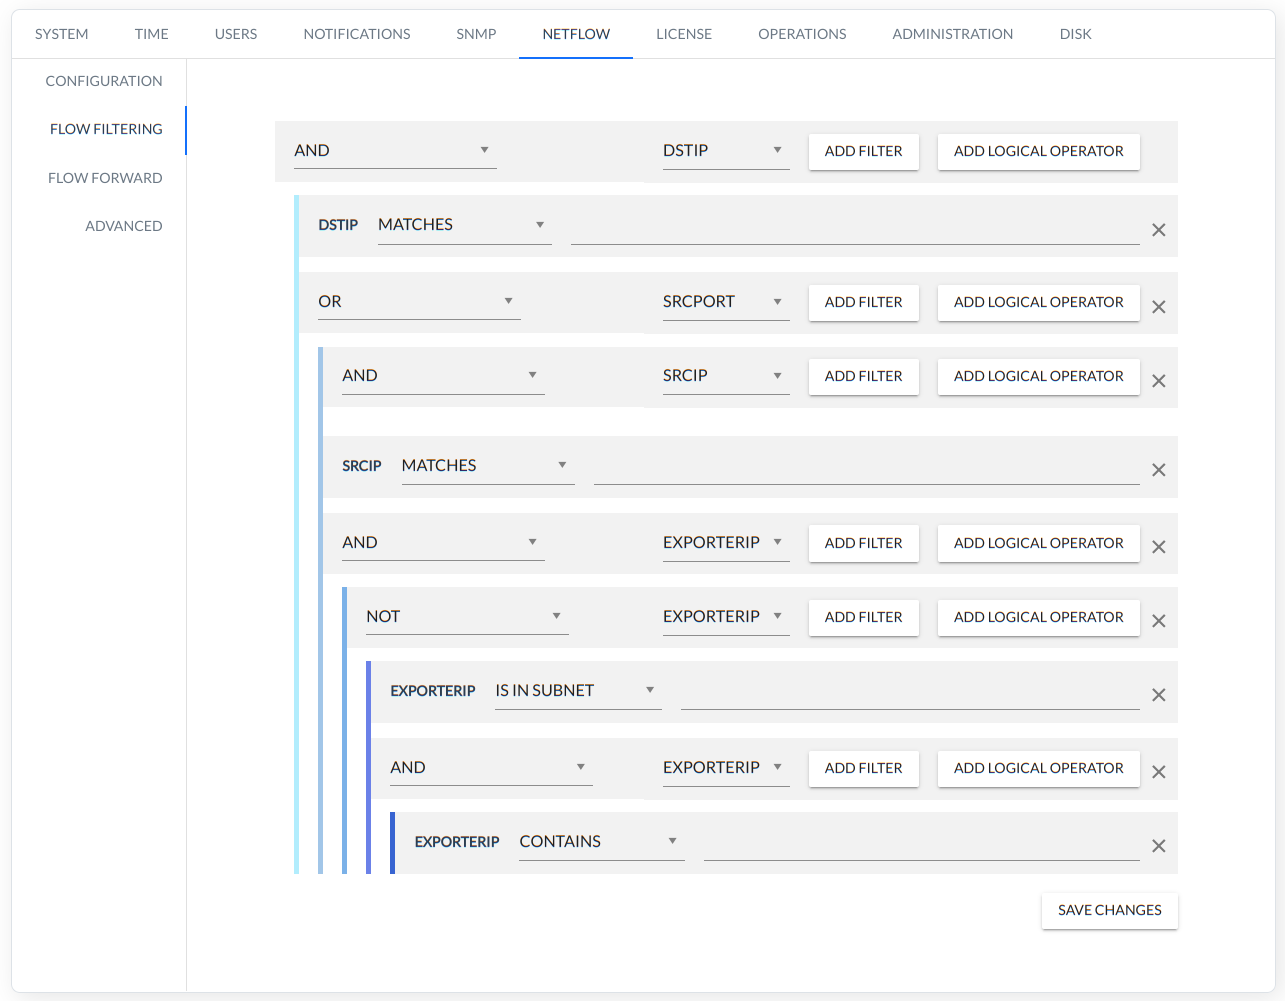 SYSTEM TIME USERS NOTIFICATIONS SNMP NETFLOW LICENSE OPERATIONS ADMINISTRATION DISK
CONFIGURATION
FLOW FILTERING
FLOW FORWARD
ADVANCED
AND DSTIP ADD FILTER ADD LOGICAL OPERATOR
DSTIP MATCHES
OR SRCPORT ADD FILTER ADD LOGICAL OPERATOR
AND SRCIP ADD FILTER ADD LOGICAL OPERATOR
SRCIP MATCHES
AND EXPORTERIP ADD FILTER ADD LOGICAL OPERATOR
NOT EXPORTERIP ADD FILTER ADD LOGICAL OPERATOR
EXPORTERIP IS IN SUBNET
AND EXPORTERIP ADD FILTER ADD LOGICAL OPERATOR
EXPORTERIP CONTAINS
SAVE CHANGES